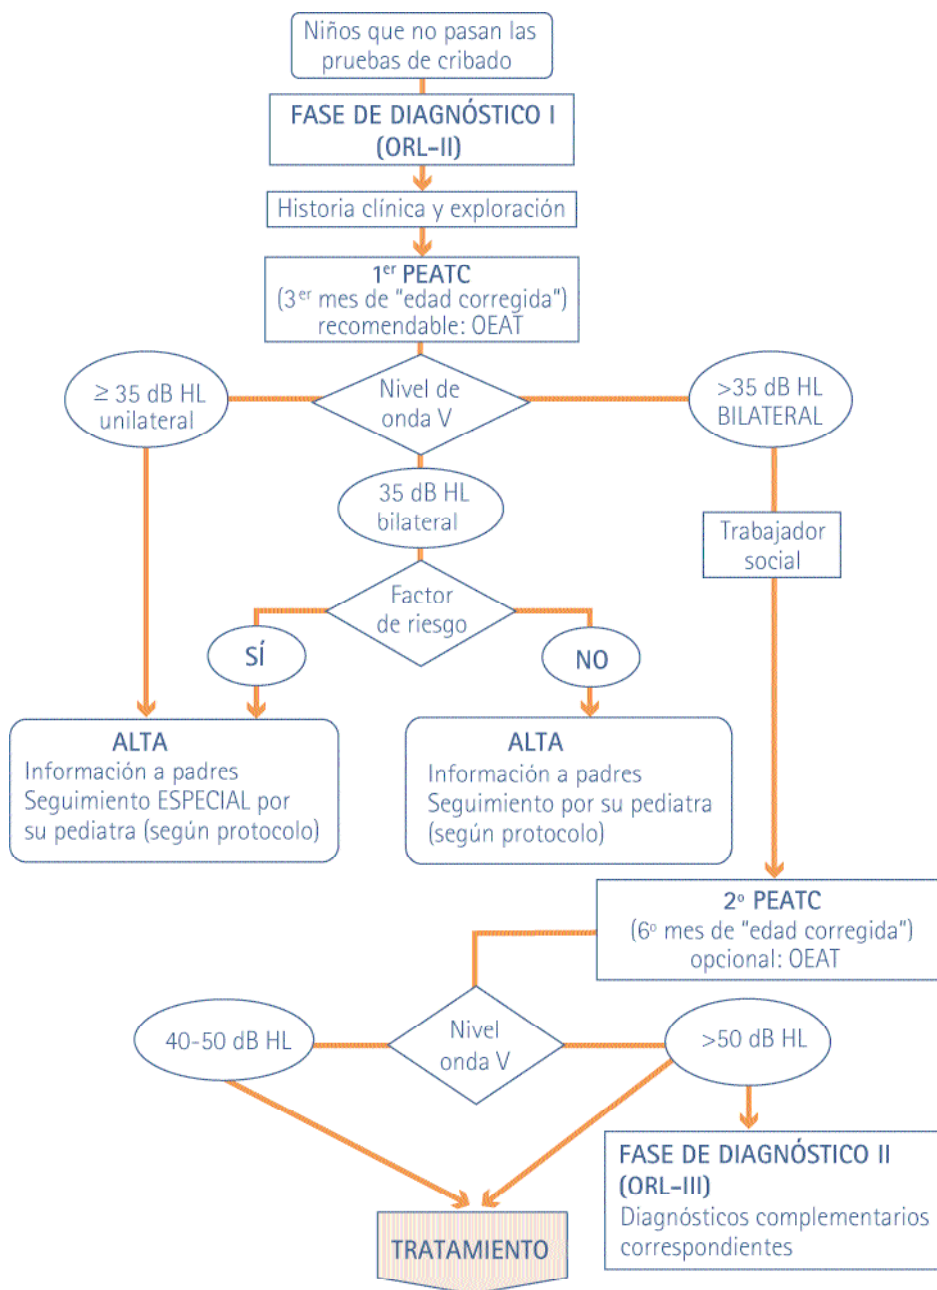 Niños que no pasan las
pruebas de cribado
FASE DE DIAGNÓSTICO I
(ORL-II)
Historia clínica y exploración
1er PEATC
(3er mes de "edad corregida")
recomendable: OEAT
≥ 35 dB HL
unilateral
Nivel de
onda V
>35 dB HL
BILATERAL
35 dB HL
bilateral
Trabajador
social
Factor
de riesgo
SÍ
NO
ALTA
Información a padres
Seguimiento ESPECIAL por
su pediatra (según protocolo)
ALTA
Información a padres
Seguimiento por su pediatra
(según protocolo)
2º PEATC
(6º mes de "edad corregida")
opcional: OEAT
40-50 dB HL
Nivel
onda V
>50 dB HL
FASE DE DIAGNÓSTICO II
(ORL-III)
Diagnósticos complementarios
correspondientes
TRATAMIENTO